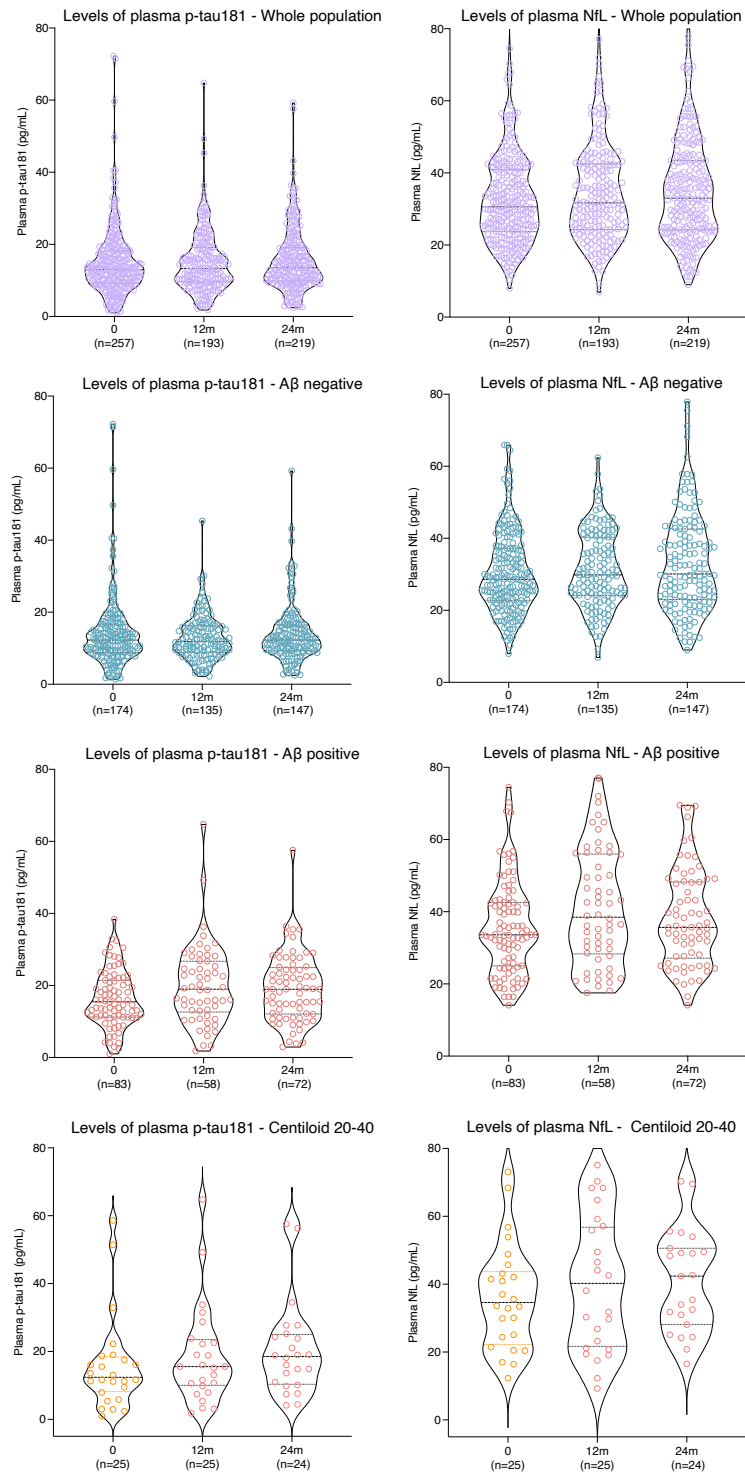 Levels of plasma p-tau181 - Whole population
Plasma p-tau181 (pg/mL)
80
60
40
20
0
0
12m
24m
(n=257)
(n=193)
(n=219)
Levels of plasma NfL - Whole population
Plasma NfL (pg/mL)
80
60
40
20
0
0
12m
24m
(n=257)
(n=193)
(n=219)
Levels of plasma p-tau181 - Aβ negative
Plasma p-tau181 (pg/mL)
80
60
40
20
0
0
12m
24m
(n=174)
(n=135)
(n=147)
Levels of plasma NfL - Aβ negative
Plasma NfL (pg/mL)
80
60
40
20
0
0
12m
24m
(n=174)
(n=135)
(n=147)
Levels of plasma p-tau181 - Aβ positive
Plasma p-tau181 (pg/mL)
80
60
40
20
0
0
12m
24m
(n=83)
(n=58)
(n=72)
Levels of plasma NfL - Aβ positive
Plasma NfL (pg/mL)
80
60
40
20
0
0
12m
24m
(n=83)
(n=58)
(n=72)
Levels of plasma p-tau181 - Centiloid 20-40
Plasma p-tau181 (pg/mL)
80
60
40
20
0
0
12m
24m
(n=25)
(n=25)
(n=24)
Levels of plasma NfL - Centiloid 20-40
Plasma NfL (pg/mL)
80
60
40
20
0
0
12m
24m
(n=25)
(n=25)
(n=24)